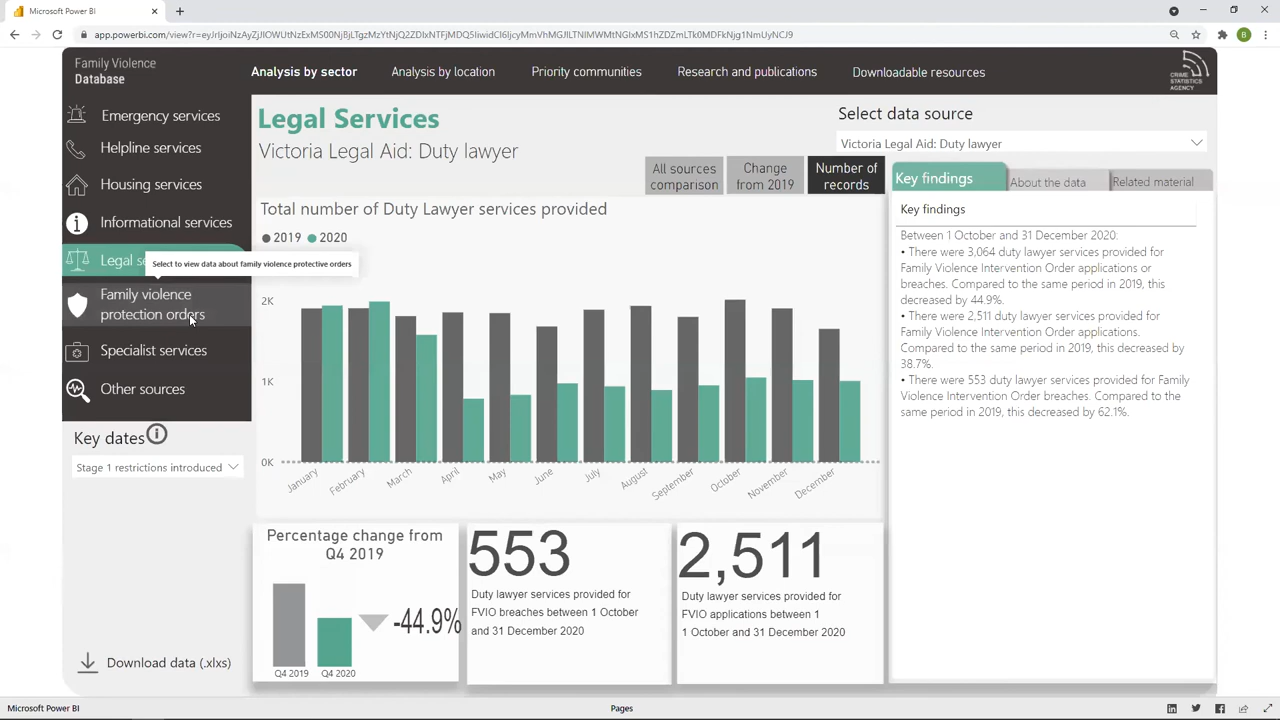 Microsoft Power BI
Family Violence
Database
Analysis by sector
Analysis by location
Priority communities
Research and publications
Downloadable resources
CRIME
STATISTICS
AGENCY
Emergency services
Helpline services
Housing services
Informational services
Legal se
Select to view data about family violence protective orders
Family violence
protection orders
Specialist services
Other sources
Key dates
Stage 1 restrictions introduced
Download data (.xlxs)
Legal Services
Victoria Legal Aid: Duty lawyer
Select data source
Victoria Legal Aid: Duty lawyer
All sources
comparison
Change
from 2019
Number of
records
Total number of Duty Lawyer services provided
2019 2020
2K
1K
0K
January
February
March
April
May
June
July
August
September
October
November
December
Percentage change from
Q4 2019
-44.9%
Q4 2019 Q4 2020
553
Duty lawyer services provided for
FVIO breaches between 1 October
and 31 December 2020
2,511
Duty lawyer services provided for
FVIO applications between 1
1 October and 31 December 2020
Key findings
About the data
Related material
Key findings
Between 1 October and 31 December 2020:
• There were 3,064 duty lawyer services provided for
Family Violence Intervention Order applications or
breaches. Compared to the same period in 2019, this
decreased by 44.9%.
• There were 2,511 duty lawyer services provided for
Family Violence Intervention Order applications.
Compared to the same period in 2019, this decreased by
38.7%.
• There were 553 duty lawyer services provided for Family
Violence Intervention Order breaches. Compared to the
same period in 2019, this decreased by 62.1%.
Microsoft Power BI
Pages